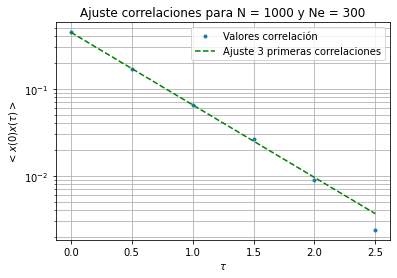 Ajuste correlaciones para N = 1000 y Ne = 300
Valores correlación
Ajuste 3 primeras correlaciones
< x(0)x(τ) >
10⁻¹
10⁻²
0.0 0.5 1.0 1.5 2.0 2.5
τ